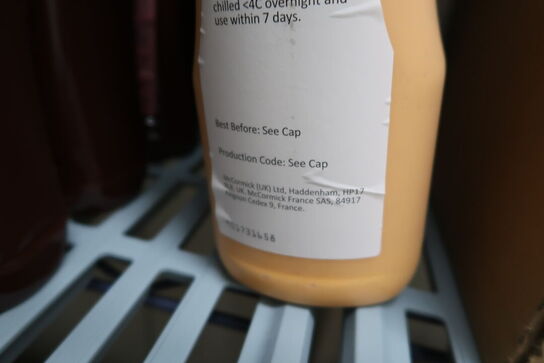 chilled <4C overnight and
use within 7 days.
Best Before: See Cap
Production Code: See Cap
McCormick (UK) Ltd, Haddenham, HP17
UK. McCormick France SAS, 84917
Avignon Cedex 9, France.